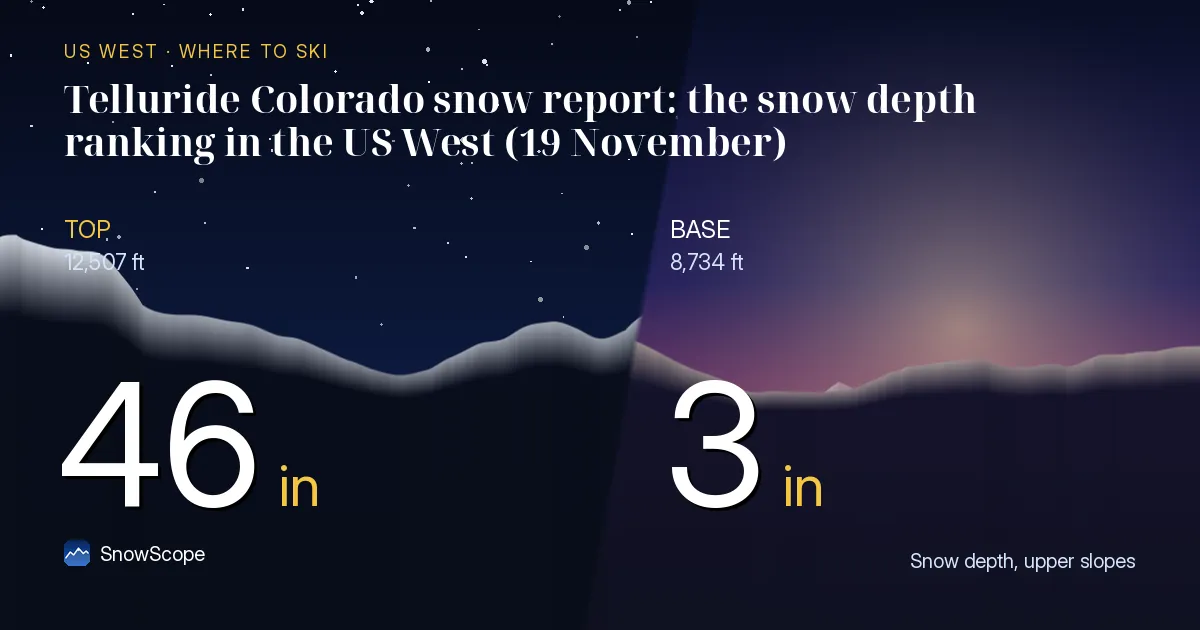 US WEST · WHERE TO SKI
Telluride Colorado snow report: the snow depth
ranking in the US West (19 November)
TOP
12,507 ft
46 in
BASE
8,734 ft
3 in
SnowScope
Snow depth, upper slopes